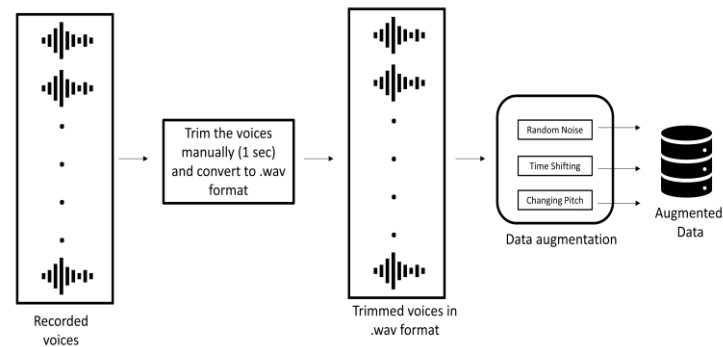 Recorded
voices
Trim the voices
manually (1 sec)
and convert to .wav
format
Trimmed voices in
.wav format
Random Noise
Time Shifting
Changing Pitch
Data augmentation
Augmented
Data